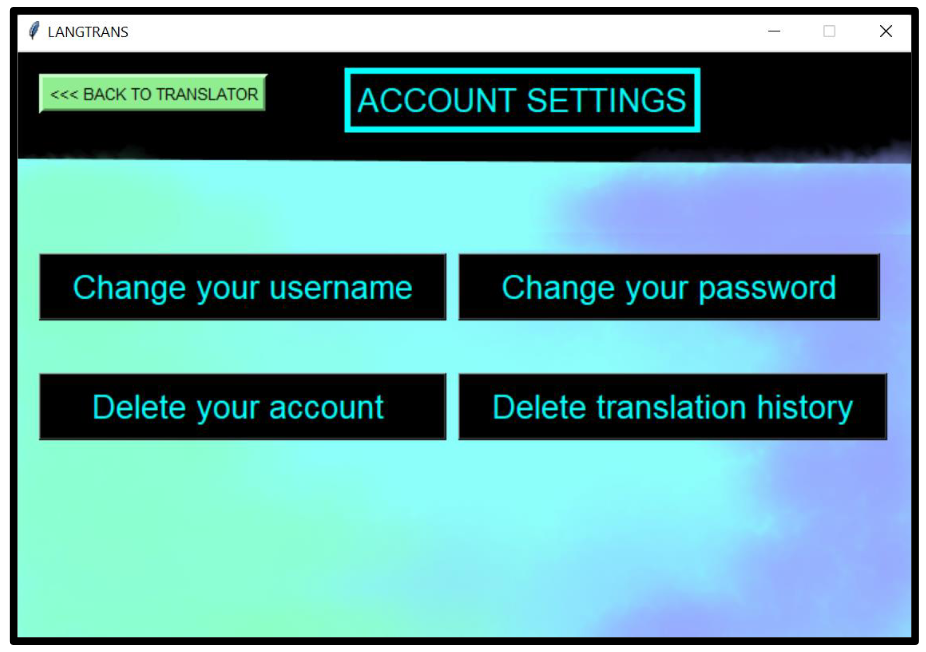 LANGTRANS
<<< BACK TO TRANSLATOR
ACCOUNT SETTINGS
Change your username
Change your password
Delete your account
Delete translation history